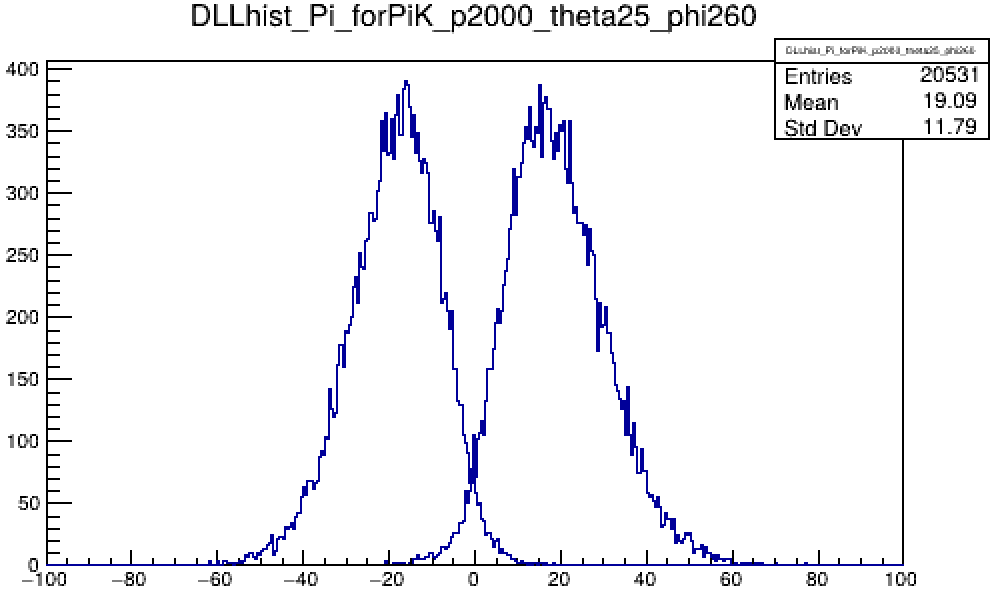 DLLhist_Pi_forPiK_p2000_theta25_phi260
DLLhist_Pi_forPiK_p2000_theta25_phi260
Entries 20531
Mean 19.09
Std Dev 11.79
400
350
300
250
200
150
100
50
0
−100 −80 −60 −40 −20 0 20 40 60 80 100